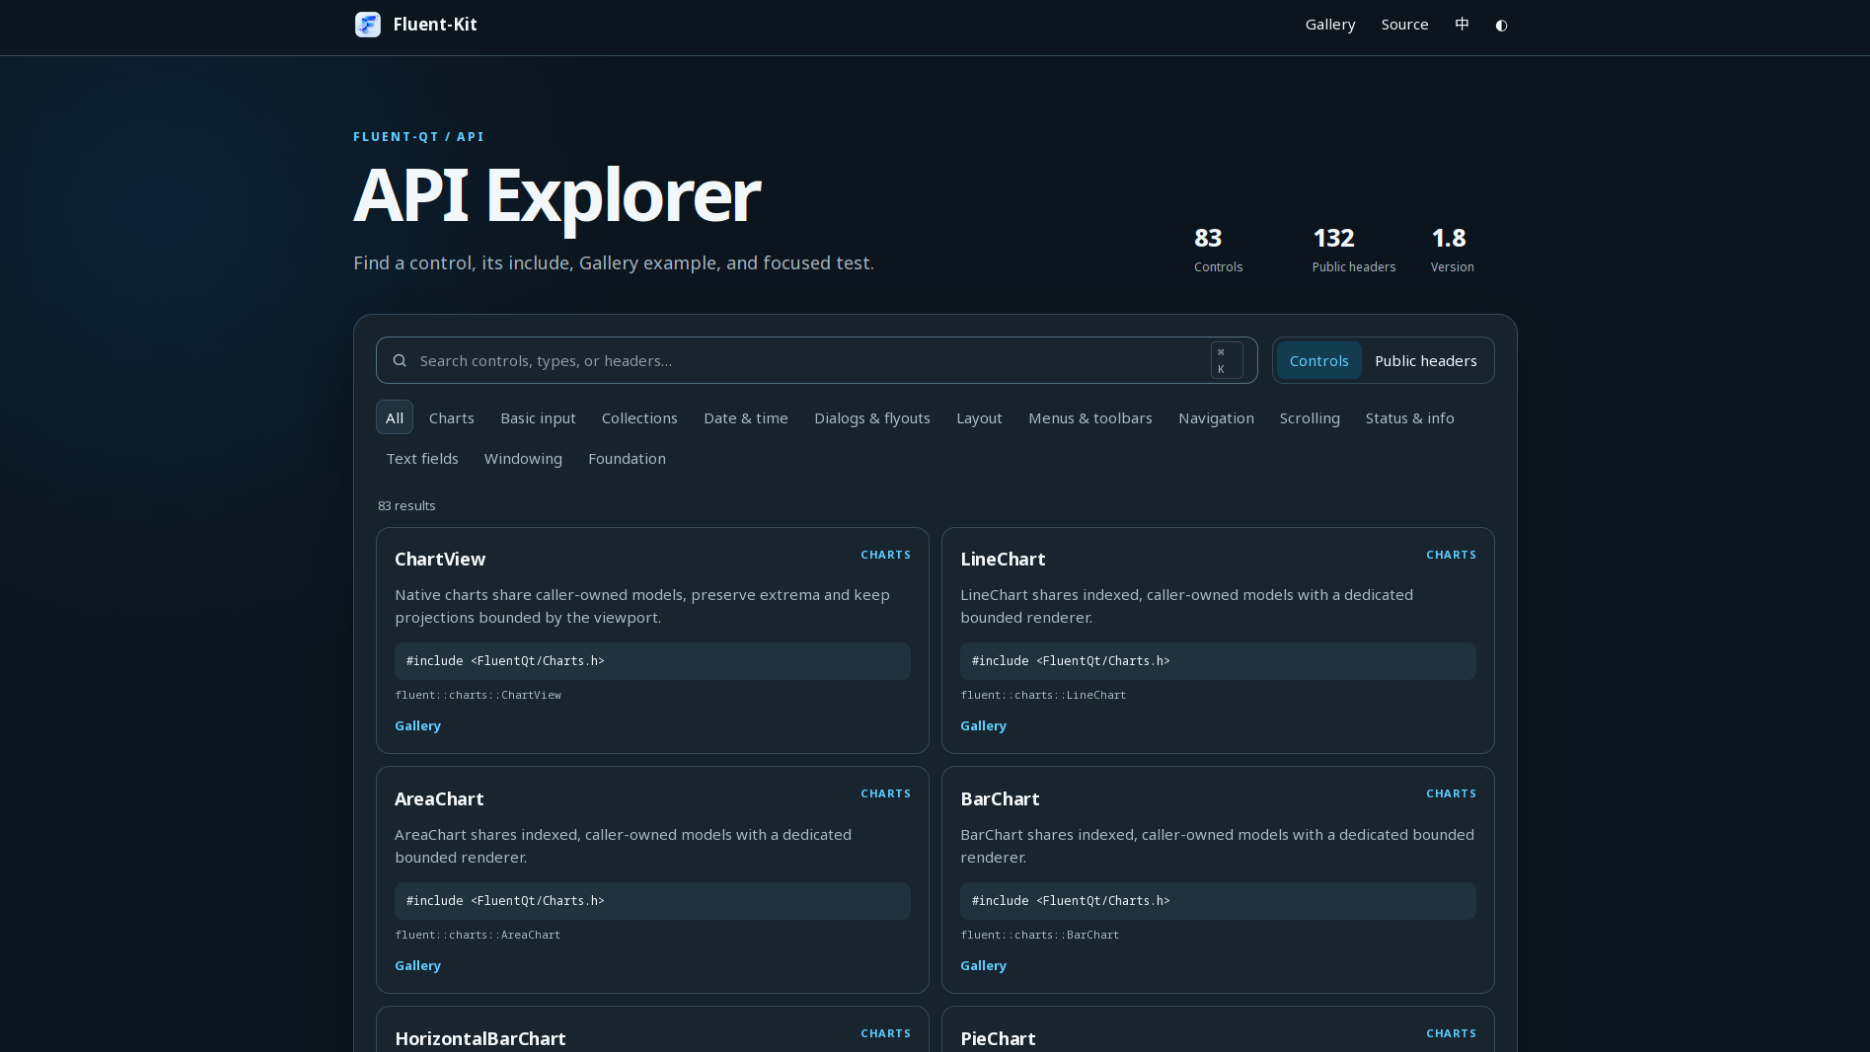 Fluent-Kit
Gallery
Source
中
FLUENT-QT / API
API Explorer
Find a control, its include, Gallery example, and focused test.
83
Controls
132
Public headers
1.8
Version
Search controls, types, or headers…
⌘
K
Controls
Public headers
All
Charts
Basic input
Collections
Date & time
Dialogs & flyouts
Layout
Menus & toolbars
Navigation
Scrolling
Status & info
Text fields
Windowing
Foundation
83 results
ChartView
CHARTS
Native charts share caller-owned models, preserve extrema and keep
projections bounded by the viewport.
#include <FluentQt/Charts.h>
fluent::charts::ChartView
Gallery
LineChart
CHARTS
LineChart shares indexed, caller-owned models with a dedicated
bounded renderer.
#include <FluentQt/Charts.h>
fluent::charts::LineChart
Gallery
AreaChart
CHARTS
AreaChart shares indexed, caller-owned models with a dedicated
bounded renderer.
#include <FluentQt/Charts.h>
fluent::charts::AreaChart
Gallery
BarChart
CHARTS
BarChart shares indexed, caller-owned models with a dedicated bounded
renderer.
#include <FluentQt/Charts.h>
fluent::charts::BarChart
Gallery
HorizontalBarChart
CHARTS
PieChart
CHARTS